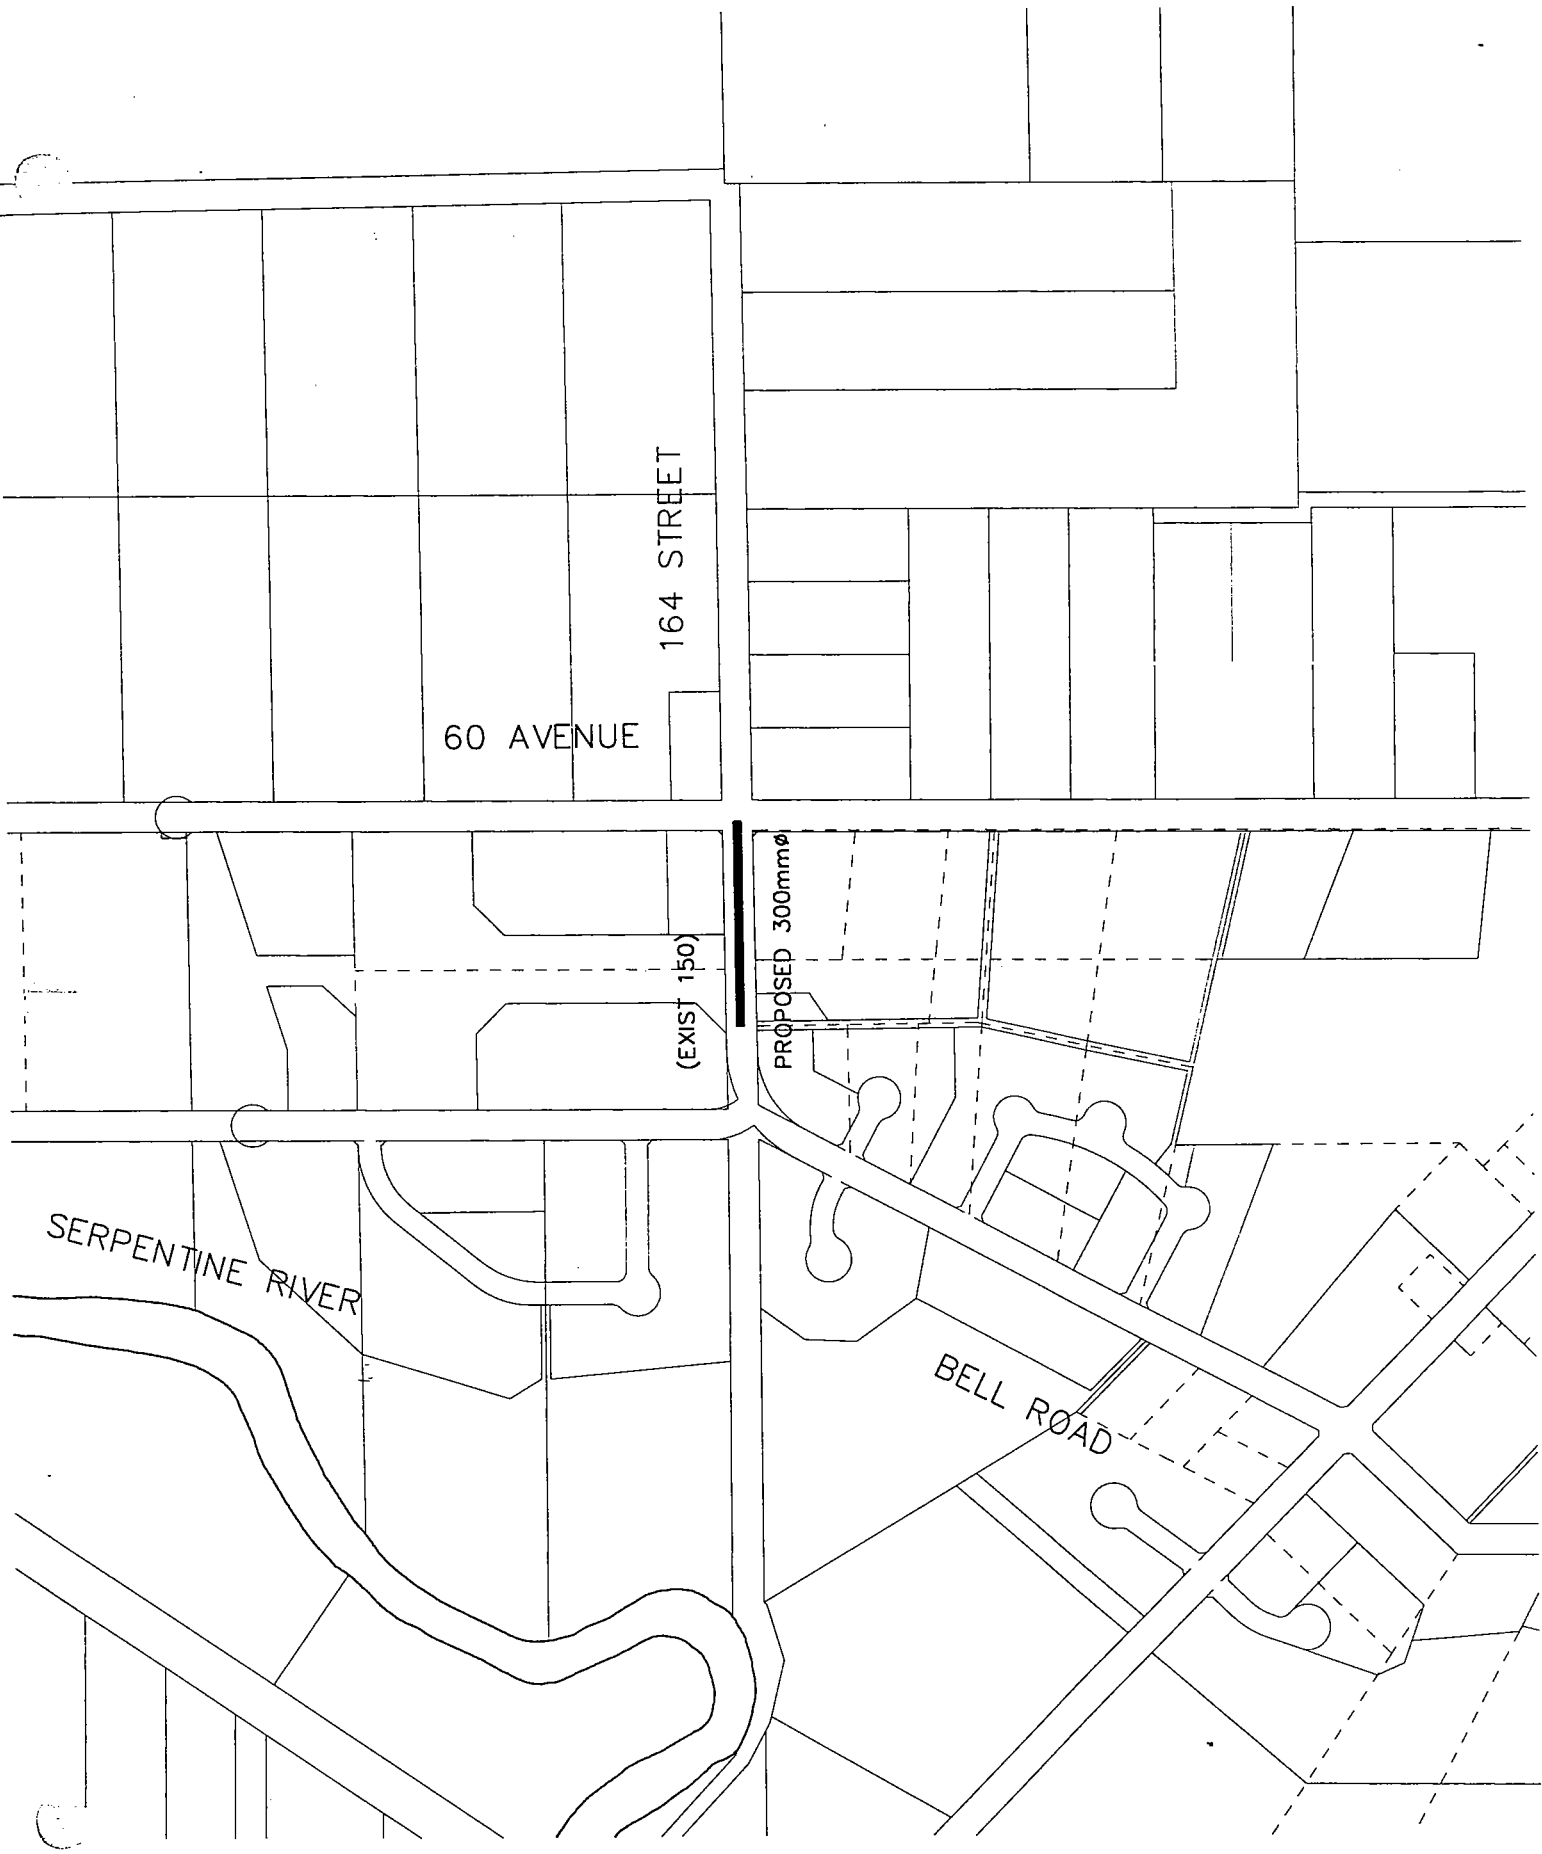 164 STREET
60 AVENUE
(EXIST 150)
PROPOSED 300mmø
SERPENTINE RIVER
BELL ROAD